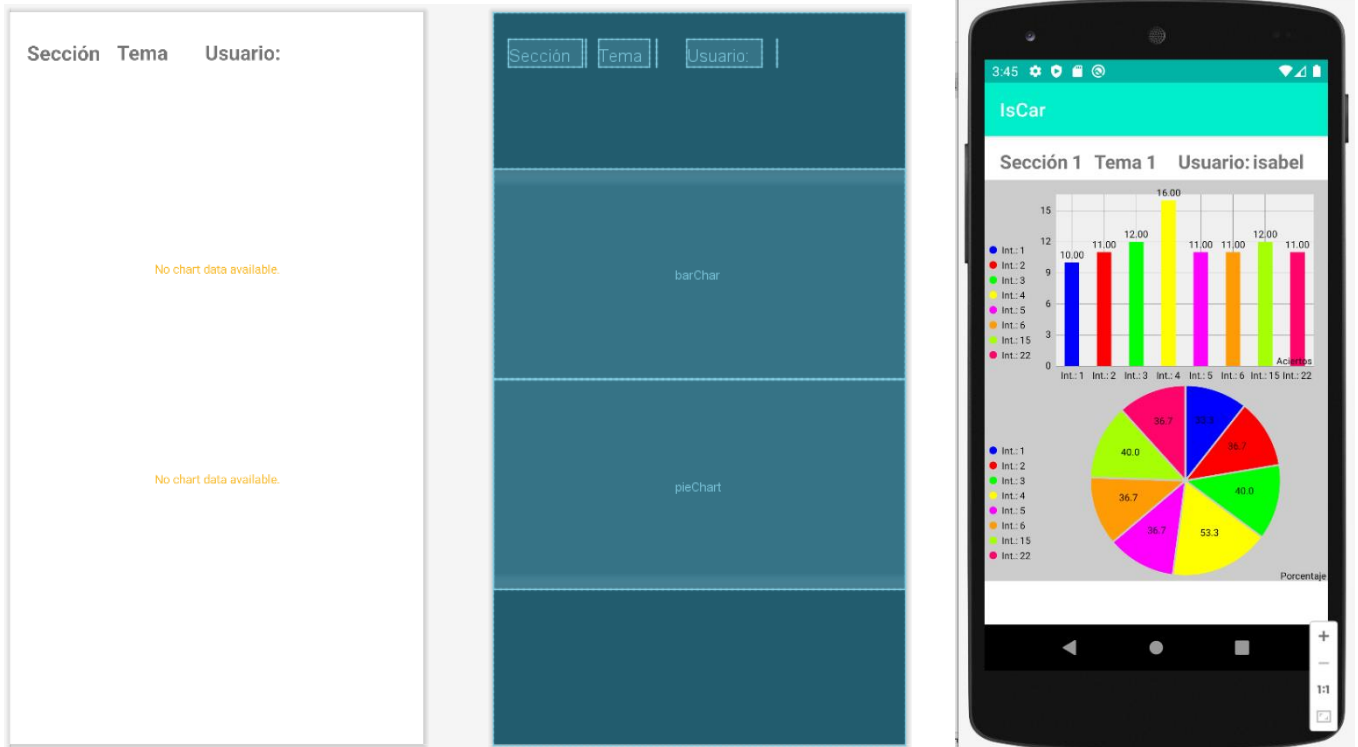 Sección Tema Usuario:
No chart data available.
No chart data available.
Sección Tema Usuario:
barChar
pieChart
3:45
IsCar
Sección 1 Tema 1 Usuario: isabel
16.00
15
12.00 12.00
12
11.00 11.00 11.00 11.00
10.00
9
6
3
0
Int.: 1
Int.: 2
Int.: 3
Int.: 4
Int.: 5
Int.: 6
Int.: 15
Int.: 22
Aciertos
Int.: 1 Int.: 2 Int.: 3 Int.: 4 Int.: 5 Int.: 6 Int.: 15 Int.: 22
36.7 33.3
40.0 36.7
36.7 40.0
36.7 53.3
Int.: 1
Int.: 2
Int.: 3
Int.: 4
Int.: 5
Int.: 6
Int.: 15
Int.: 22
Porcentaje
1:1